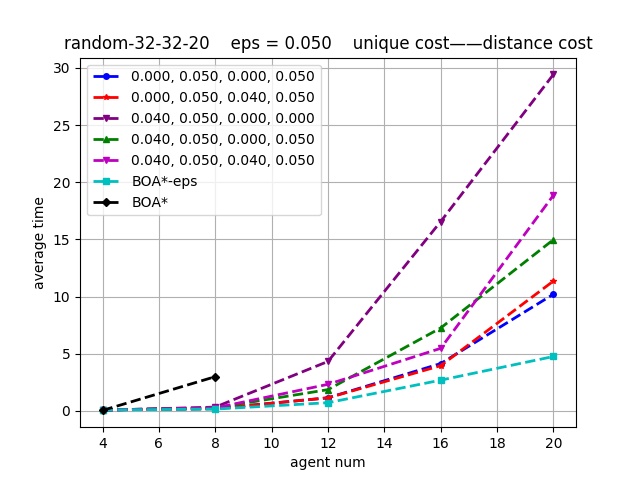 random-32-32-20    eps = 0.050    unique cost——distance cost
0.000, 0.050, 0.000, 0.050
0.000, 0.050, 0.040, 0.050
0.040, 0.050, 0.000, 0.000
0.040, 0.050, 0.000, 0.050
0.040, 0.050, 0.040, 0.050
BOA*-eps
BOA*
average time
30
25
20
15
10
5
0
4 6 8 10 12 14 16 18 20
agent num